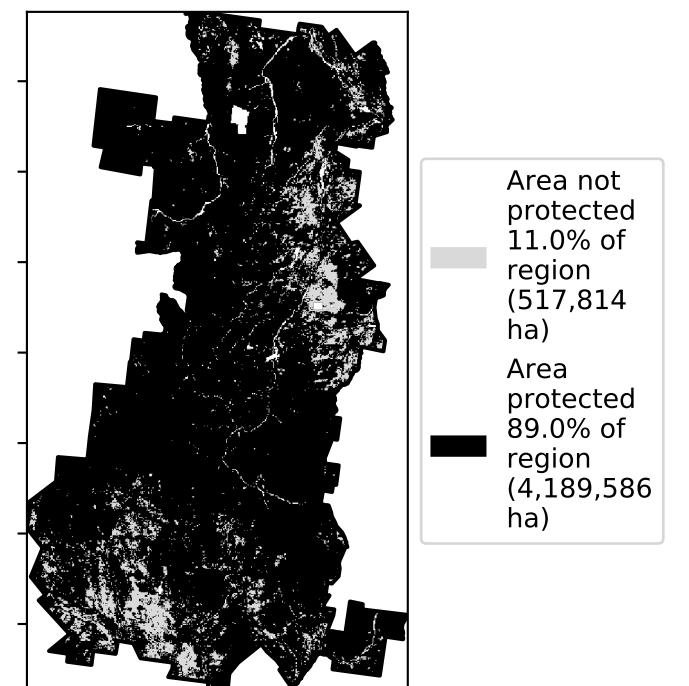 Area not
protected
11.0% of
region
(517,814
ha)
Area
protected
89.0% of
region
(4,189,586
ha)